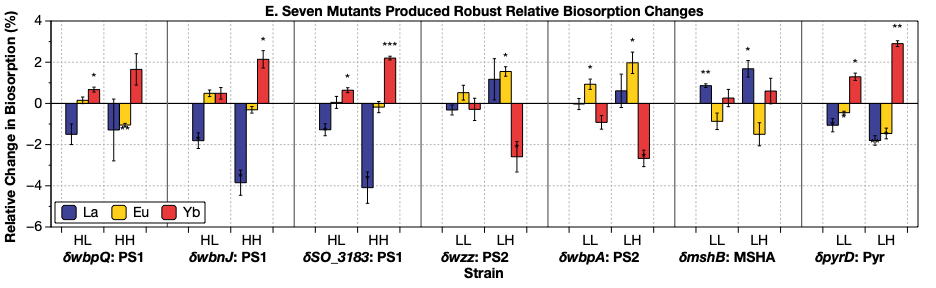 E. Seven Mutants Produced Robust Relative Biosorption Changes
Relative Change in Biosorption (%)
4
2
0
−2
−4
−6
* * *** * * * * * * **
** * * **
La Eu Yb
HL HH HL HH HL HH LL LH LL LH LL LH LL LH
δwbpQ: PS1 δwbnJ: PS1 δSO_3183: PS1 δwzz: PS2 δwbpA: PS2 δmshB: MSHA δpyrD: Pyr
Strain